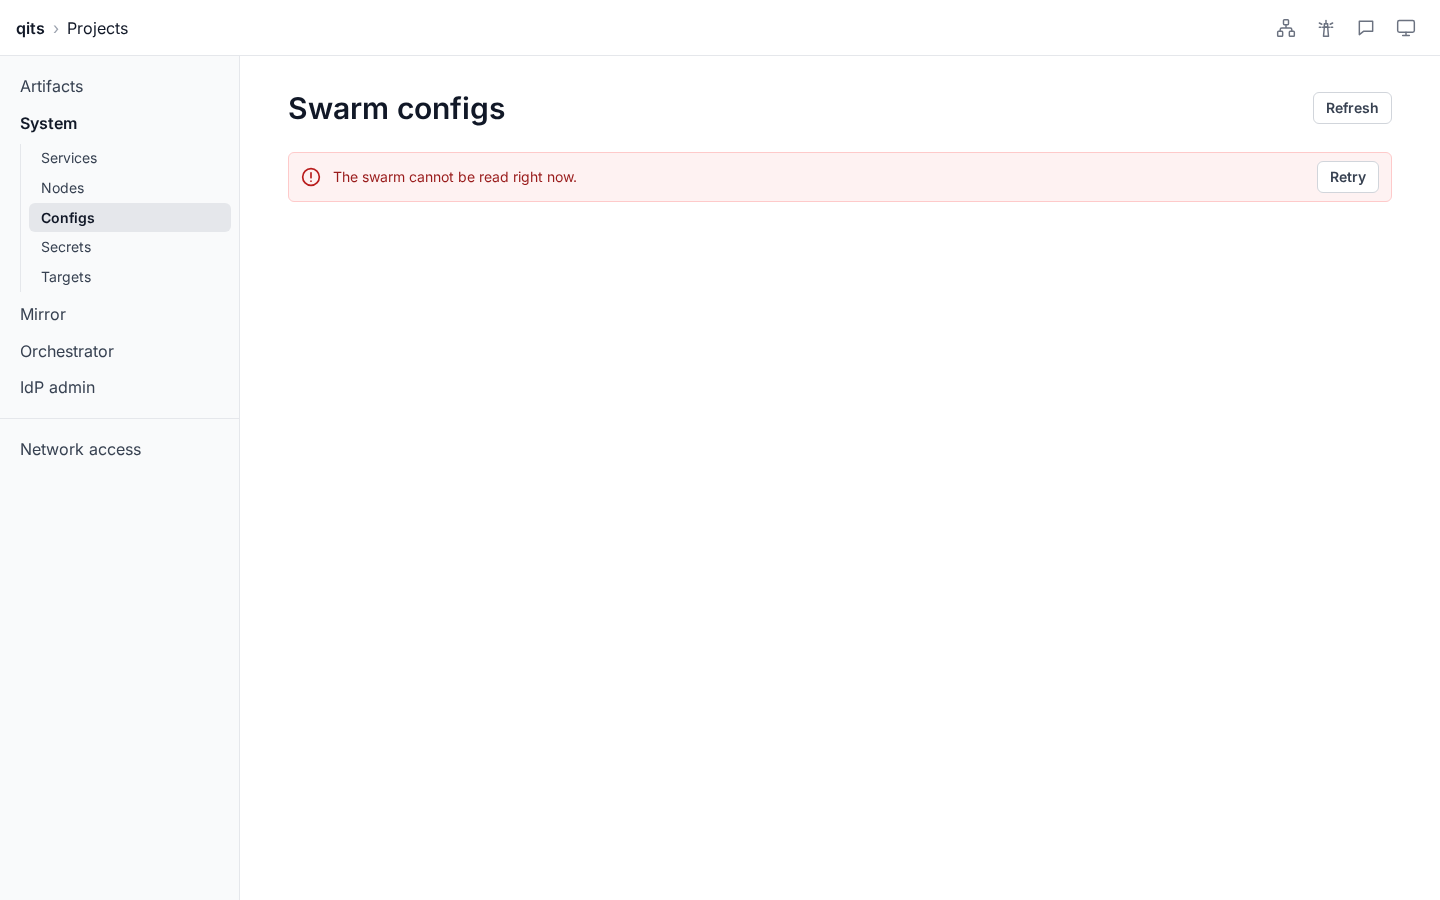 qits › Projects
Artifacts
System
Services
Nodes
Configs
Secrets
Targets
Mirror
Orchestrator
IdP admin
Network access
Swarm configs
Refresh
The swarm cannot be read right now.
Retry